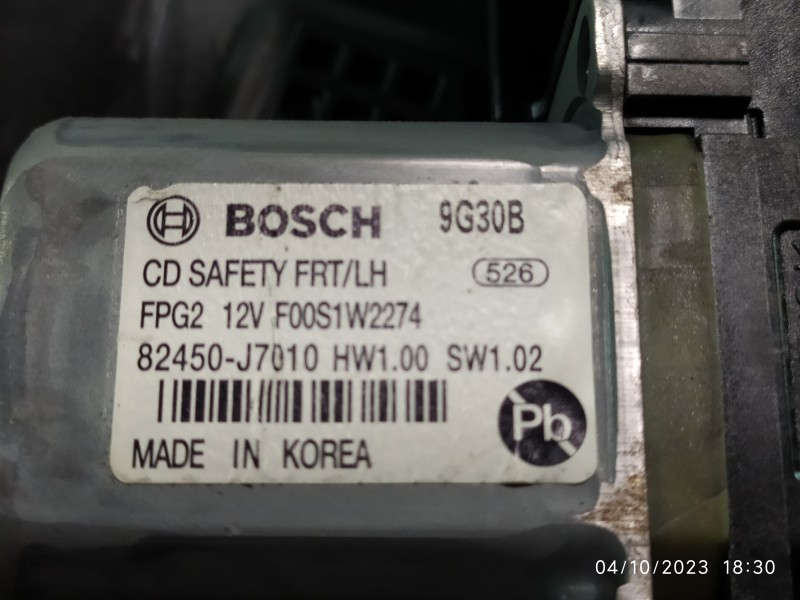 BOSCH 9G30B
CD SAFETY FRT/LH 526
FPG2 12V F00S1W2274
82450-J7010 HW1.00 SW1.02
Pb
MADE IN KOREA
04/10/2023 18:30